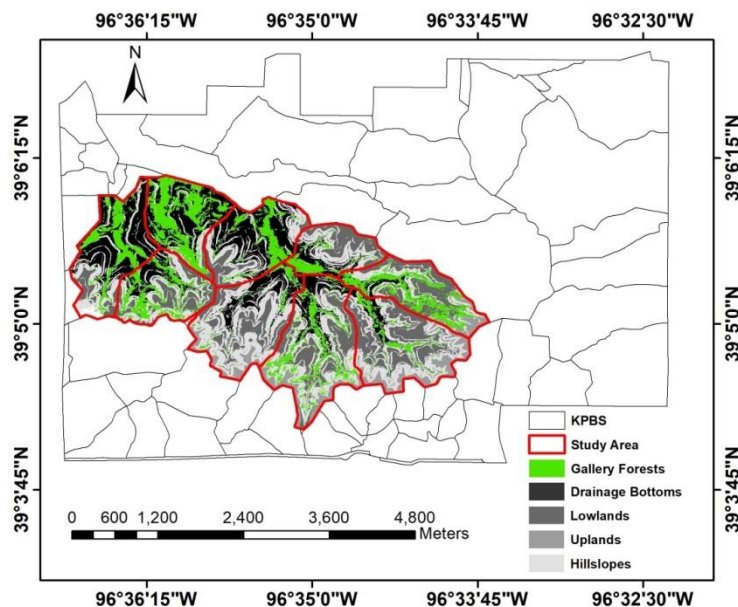 96°36'15"W 96°35'0"W 96°33'45"W 96°32'30"W
N
39°6'15"N 39°6'15"N
39°5'0"N 39°5'0"N
39°3'45"N 39°3'45"N
KPBS
Study Area
Gallery Forests
Drainage Bottoms
Lowlands
Uplands
Hillslopes
0 600 1,200 2,400 3,600 4,800
Meters
96°36'15"W 96°35'0"W 96°33'45"W 96°32'30"W